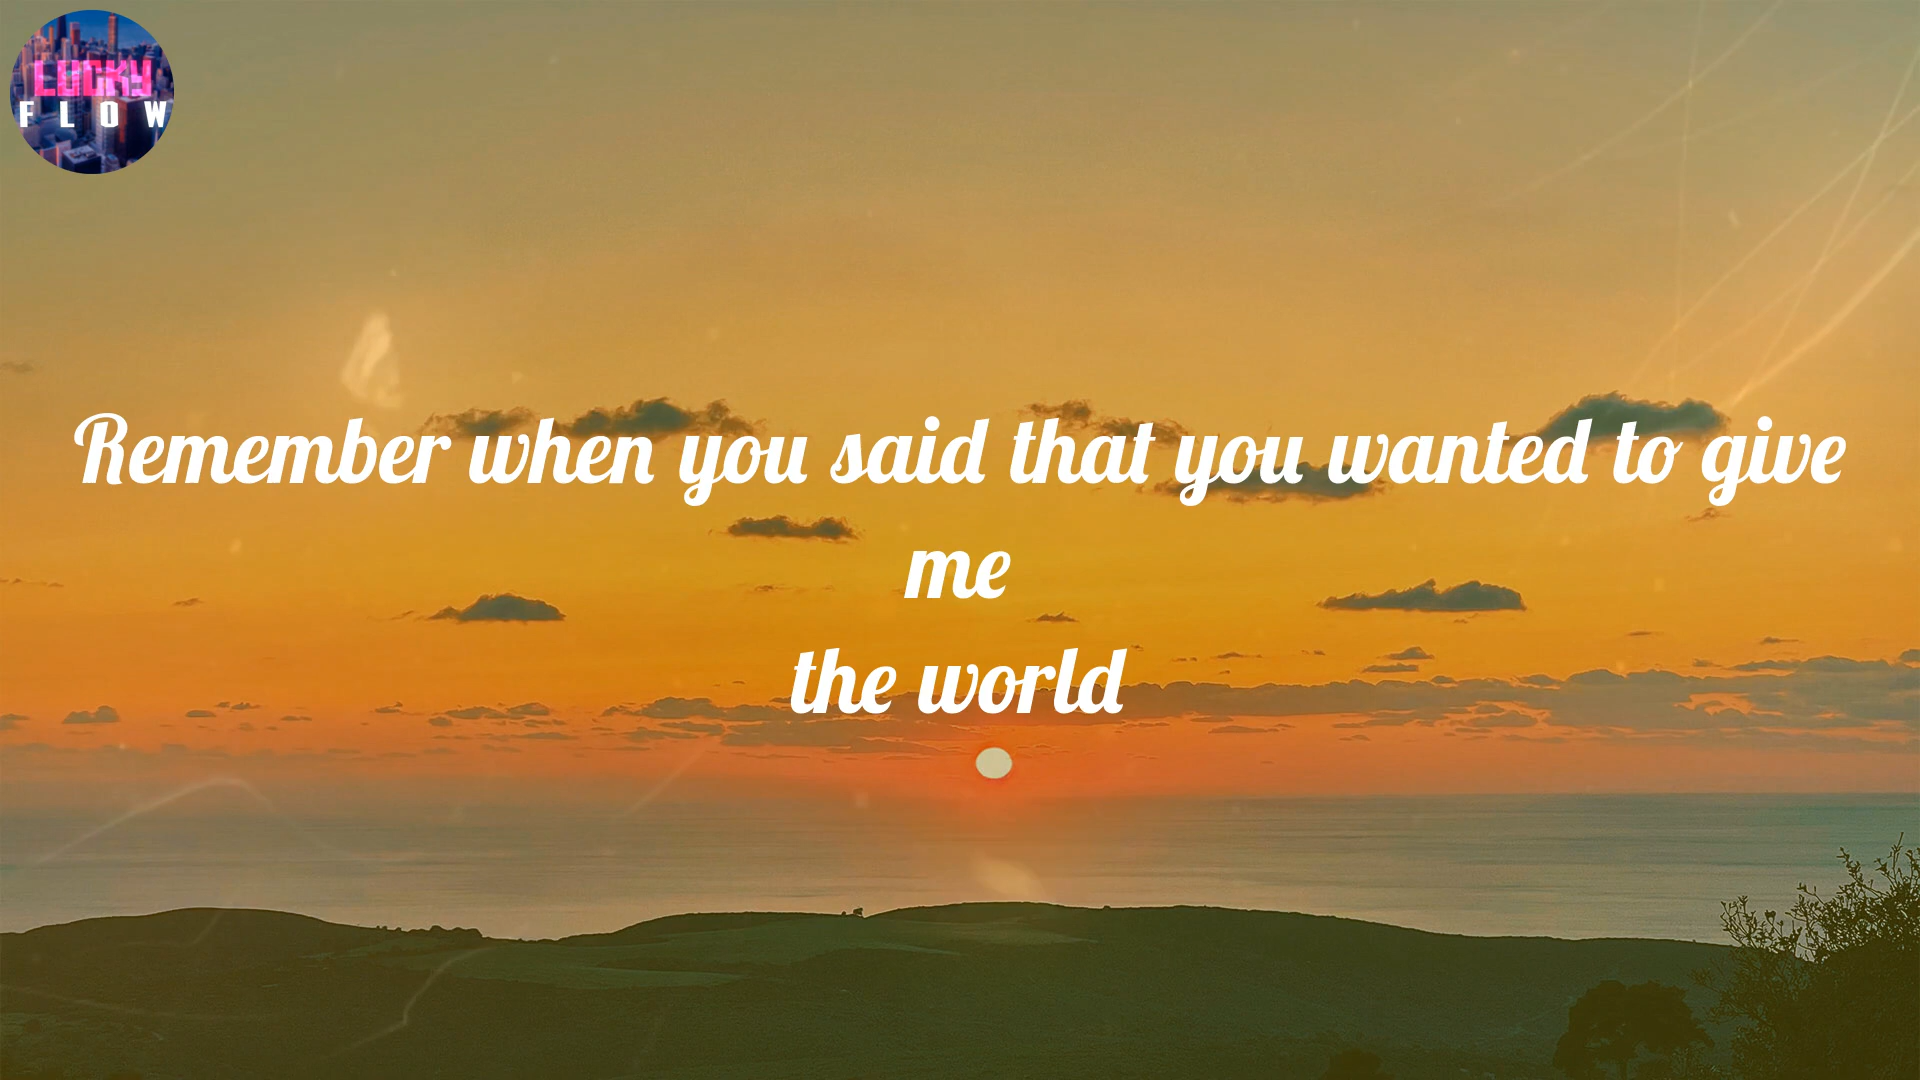 LUCKY
FLOW
Remember when you said that you wanted to give
me
the world